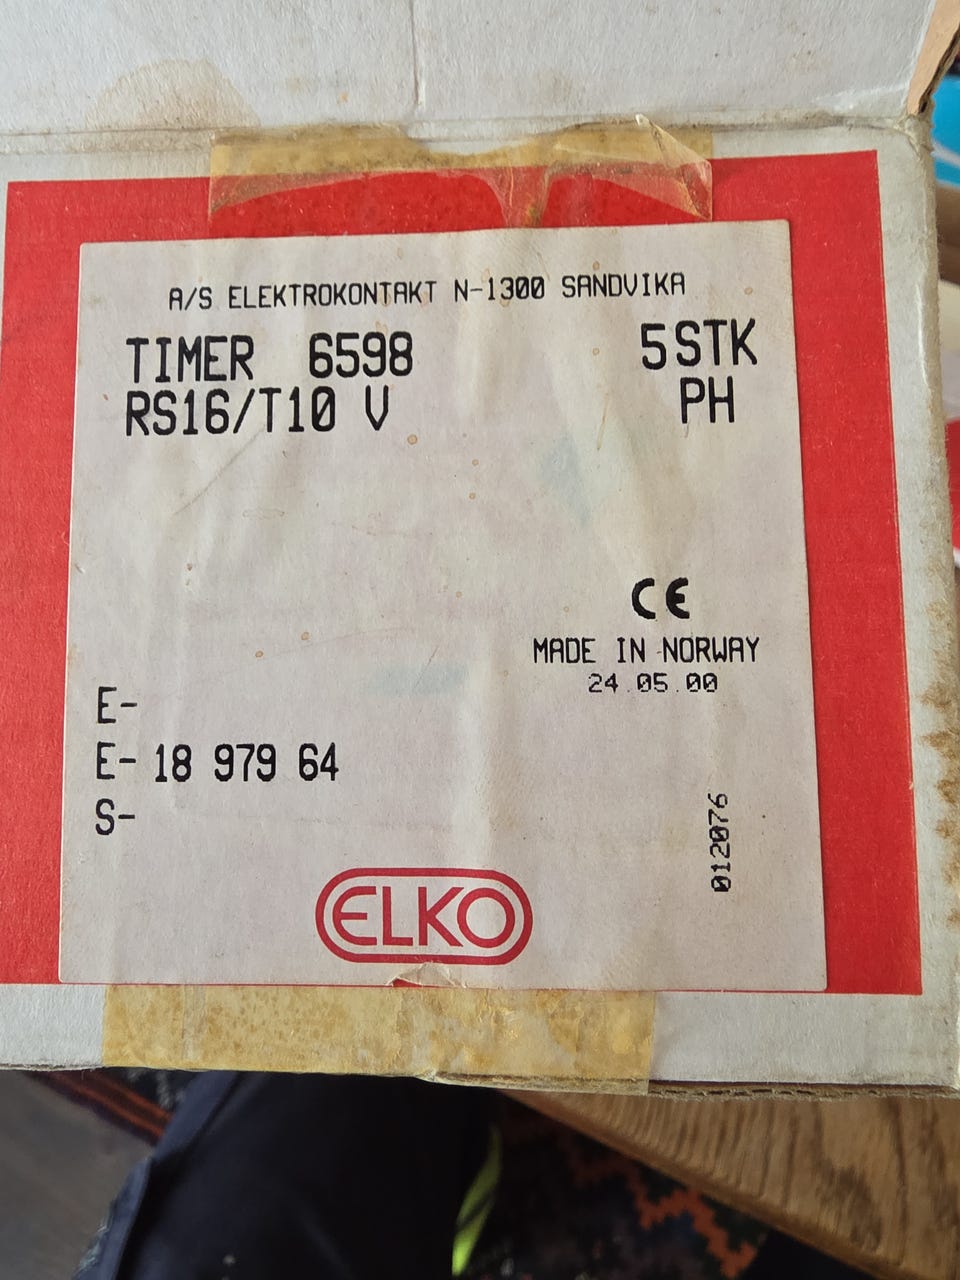 A/S ELEKTROKONTAKT N-1300 SANDVIKA
TIMER 6598 5STK
RS16/T10 V PH
CE
MADE IN NORWAY
24.05.00
E-
E- 18 979 64
S-
012076
ELKO